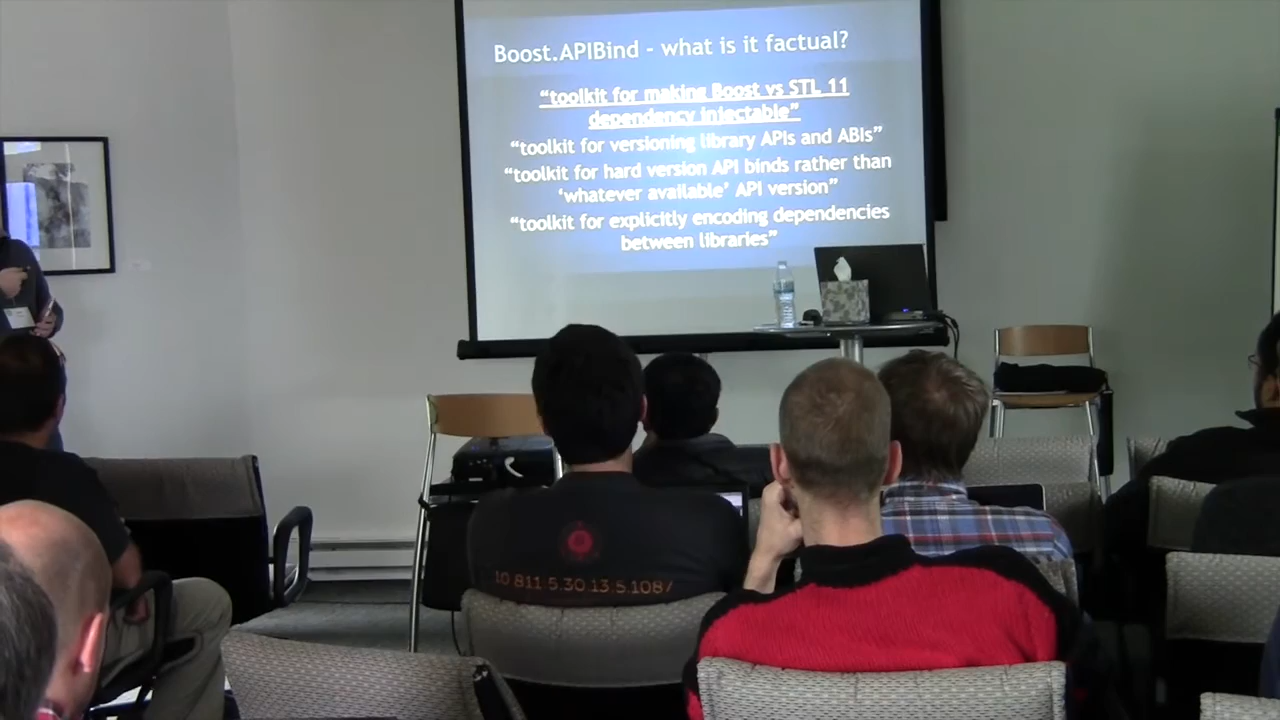 Boost.APIBind - what is it factual?
“toolkit for making Boost vs STL 11
dependency injectable”
“toolkit for versioning library APIs and ABIs”
“toolkit for hard version API binds rather than
‘whatever available’ API version”
“toolkit for explicitly encoding dependencies
between libraries”
10.811.5.30.13.5.108/